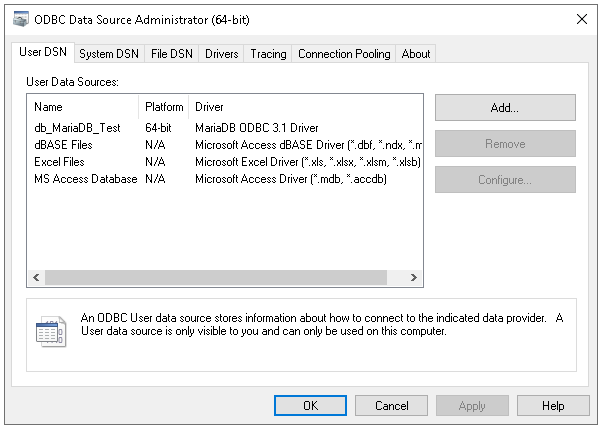 ODBC Data Source Administrator (64-bit)
User DSN System DSN File DSN Drivers Tracing Connection Pooling About
User Data Sources:
Name Platform Driver
db_MariaDB_Test 64-bit MariaDB ODBC 3.1 Driver
dBASE Files N/A Microsoft Access dBASE Driver (*.dbf, *.ndx, *.m
Excel Files N/A Microsoft Excel Driver (*.xls, *.xlsx, *.xlsm, *.xlsb)
MS Access Database N/A Microsoft Access Driver (*.mdb, *.accdb)
Add...
Remove
Configure...
An ODBC User data source stores information about how to connect to the indicated data provider. A
User data source is only visible to you and can only be used on this computer.
OK Cancel Apply Help